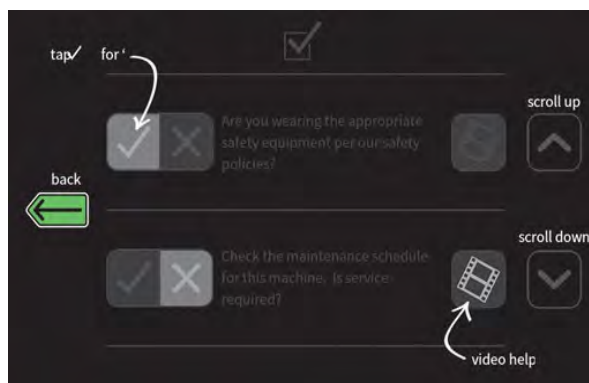 tap✓ for '
scroll up
Are you wearing the appropriate
safety equipment per our safety
policies?
back
scroll down
Check the maintenance schedule
for this machine. Is service
required?
video help